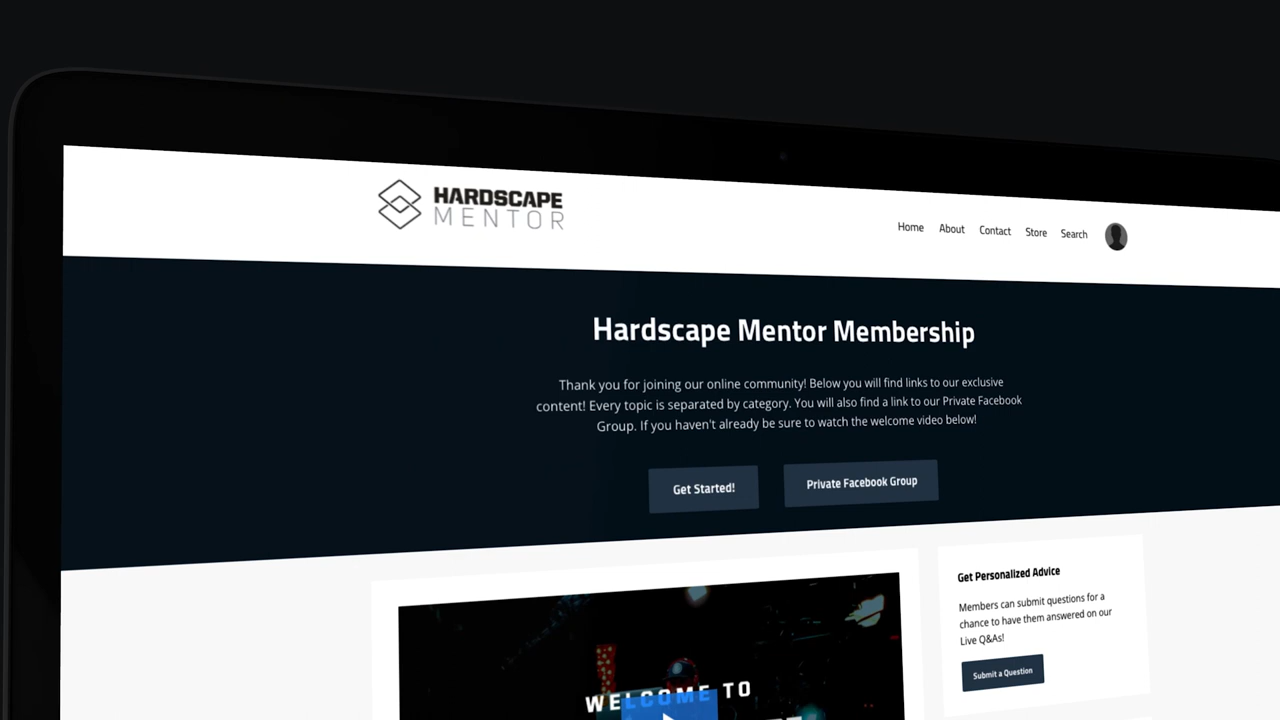 HARDSCAPE
MENTOR
Home About Contact Store Search
Hardscape Mentor Membership
Thank you for joining our online community! Below you will find links to our exclusive
content! Every topic is separated by category. You will also find a link to our Private Facebook
Group. If you haven't already be sure to watch the welcome video below!
Get Started! Private Facebook Group
Get Personalized Advice
Members can submit questions for a
chance to have them answered on our
Live Q&As!
Submit a Question
WELCOME TO